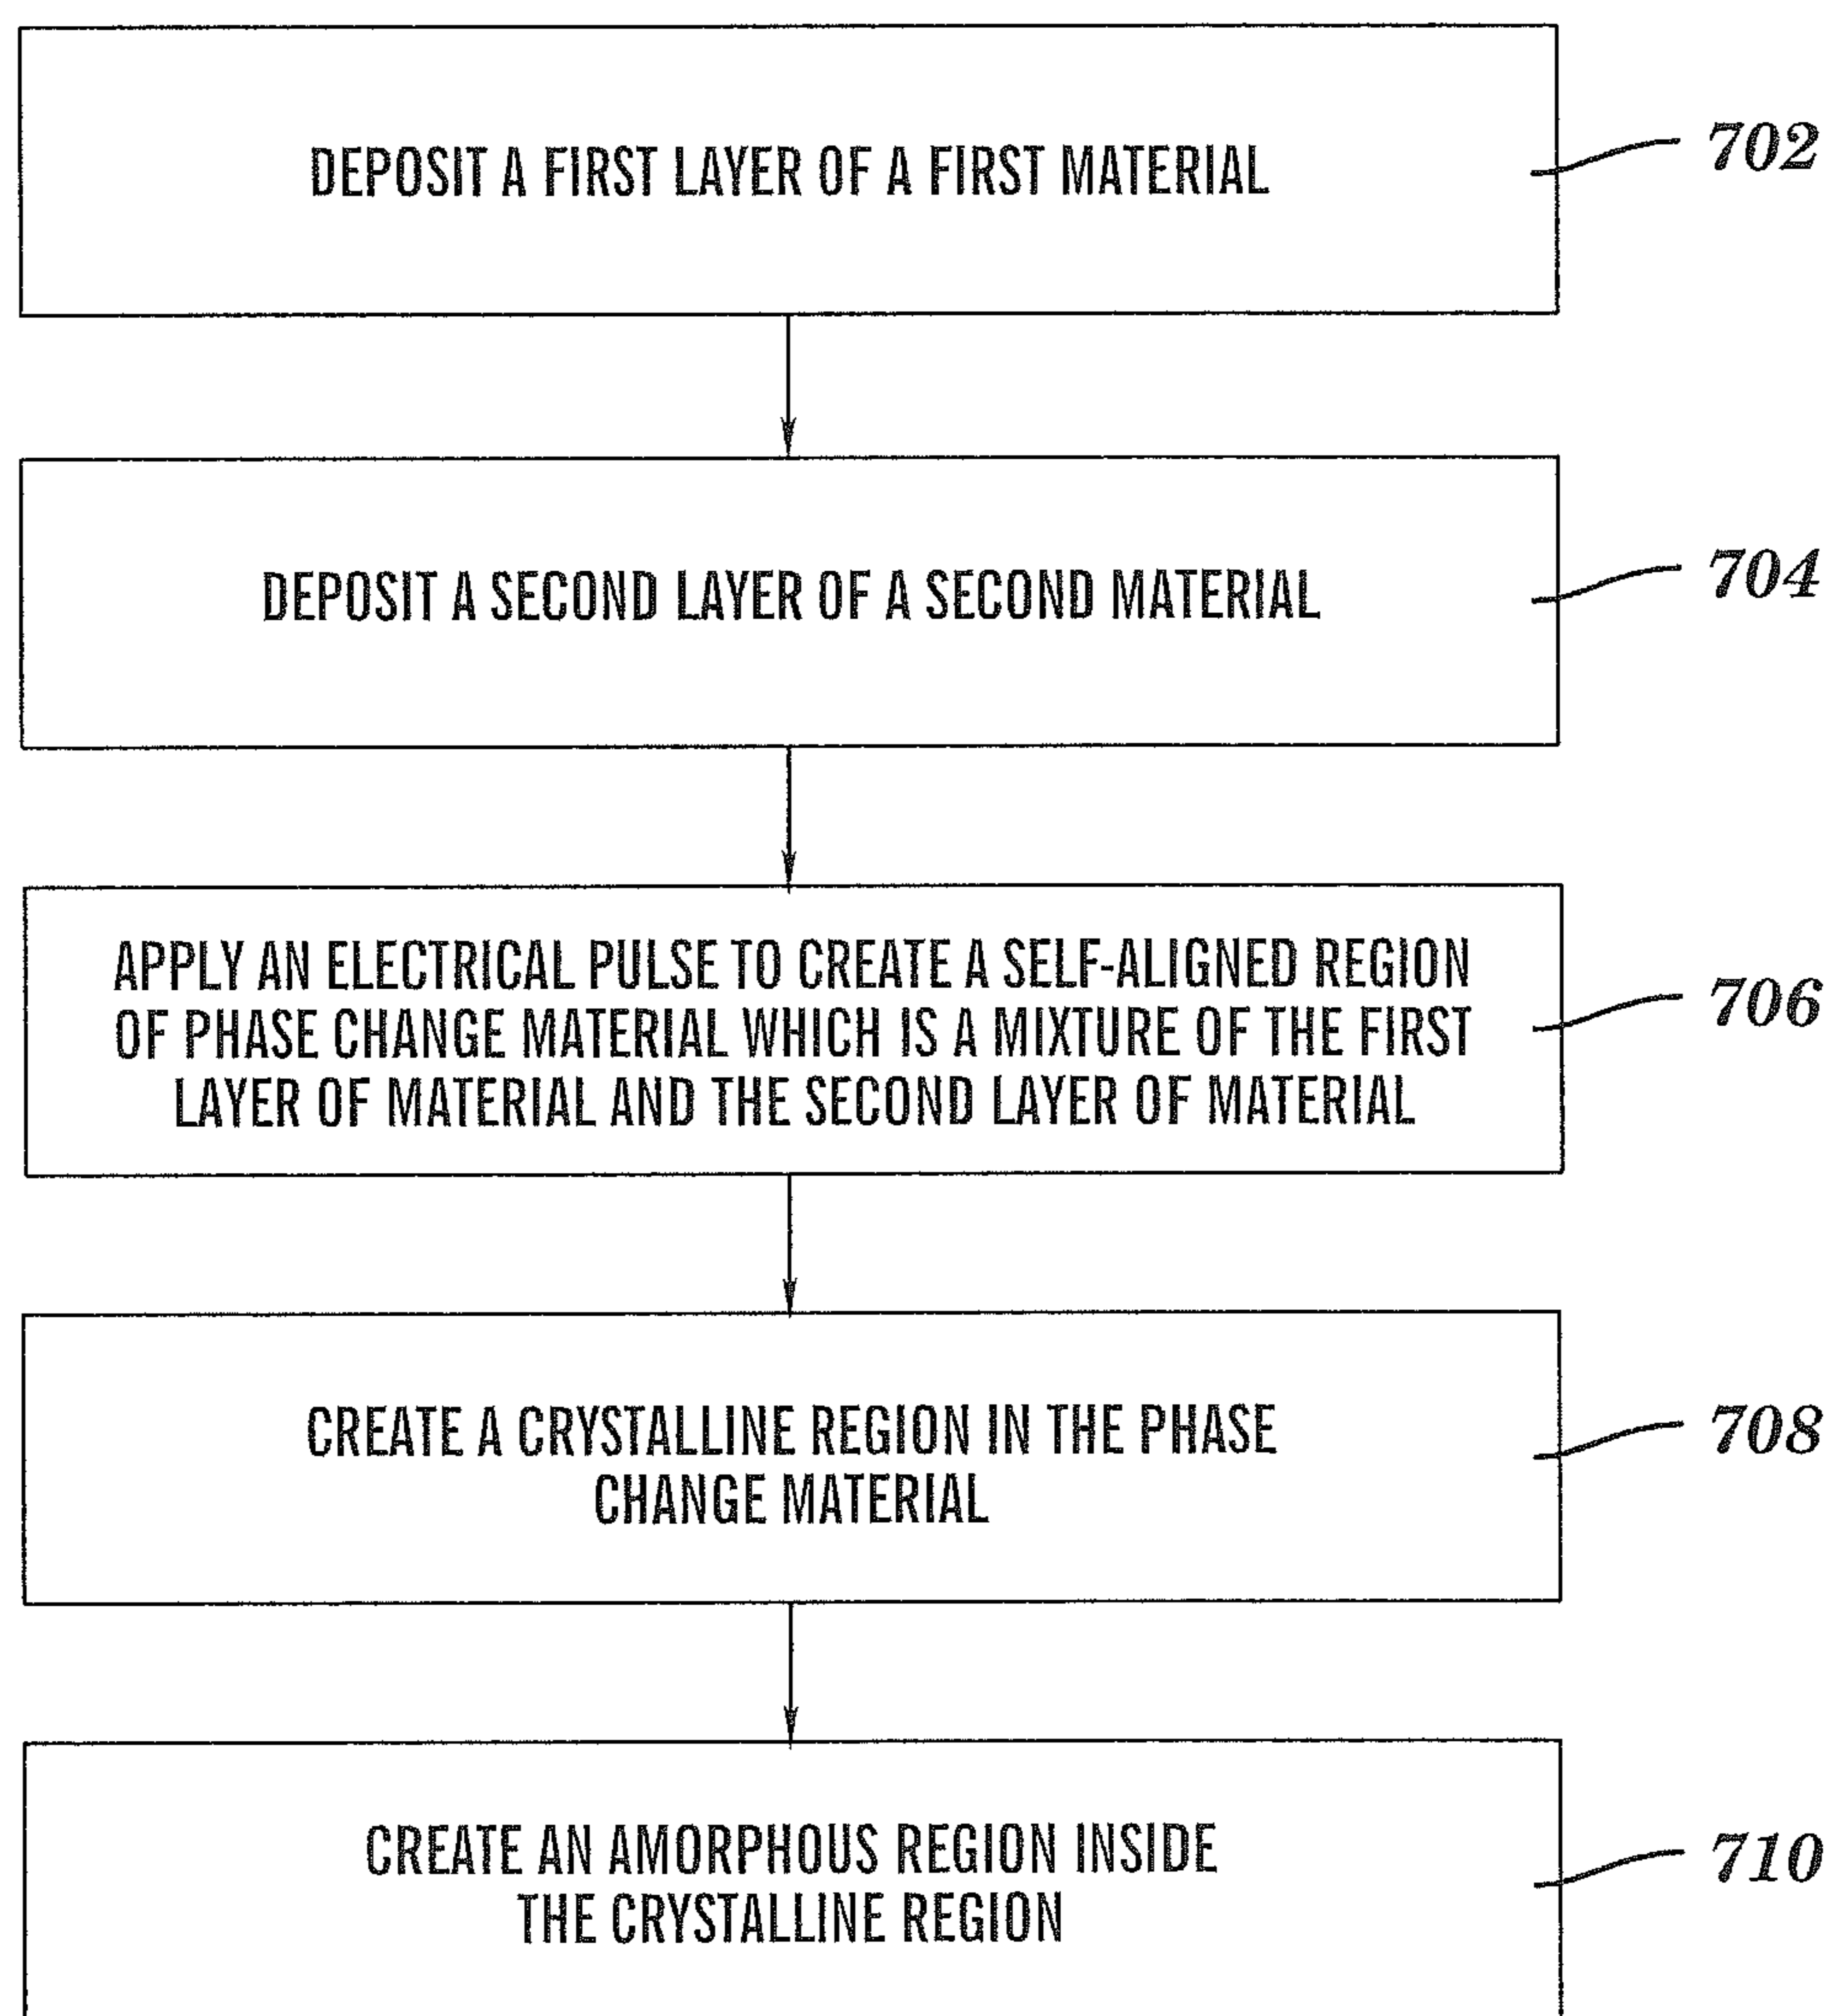 DEPOSIT A FIRST LAYER OF A FIRST MATERIAL
702
DEPOSIT A SECOND LAYER OF A SECOND MATERIAL
704
APPLY AN ELECTRICAL PULSE TO CREATE A SELF-ALIGNED REGION
OF PHASE CHANGE MATERIAL WHICH IS A MIXTURE OF THE FIRST
LAYER OF MATERIAL AND THE SECOND LAYER OF MATERIAL
706
CREATE A CRYSTALLINE REGION IN THE PHASE
CHANGE MATERIAL
708
CREATE AN AMORPHOUS REGION INSIDE
THE CRYSTALLINE REGION
710